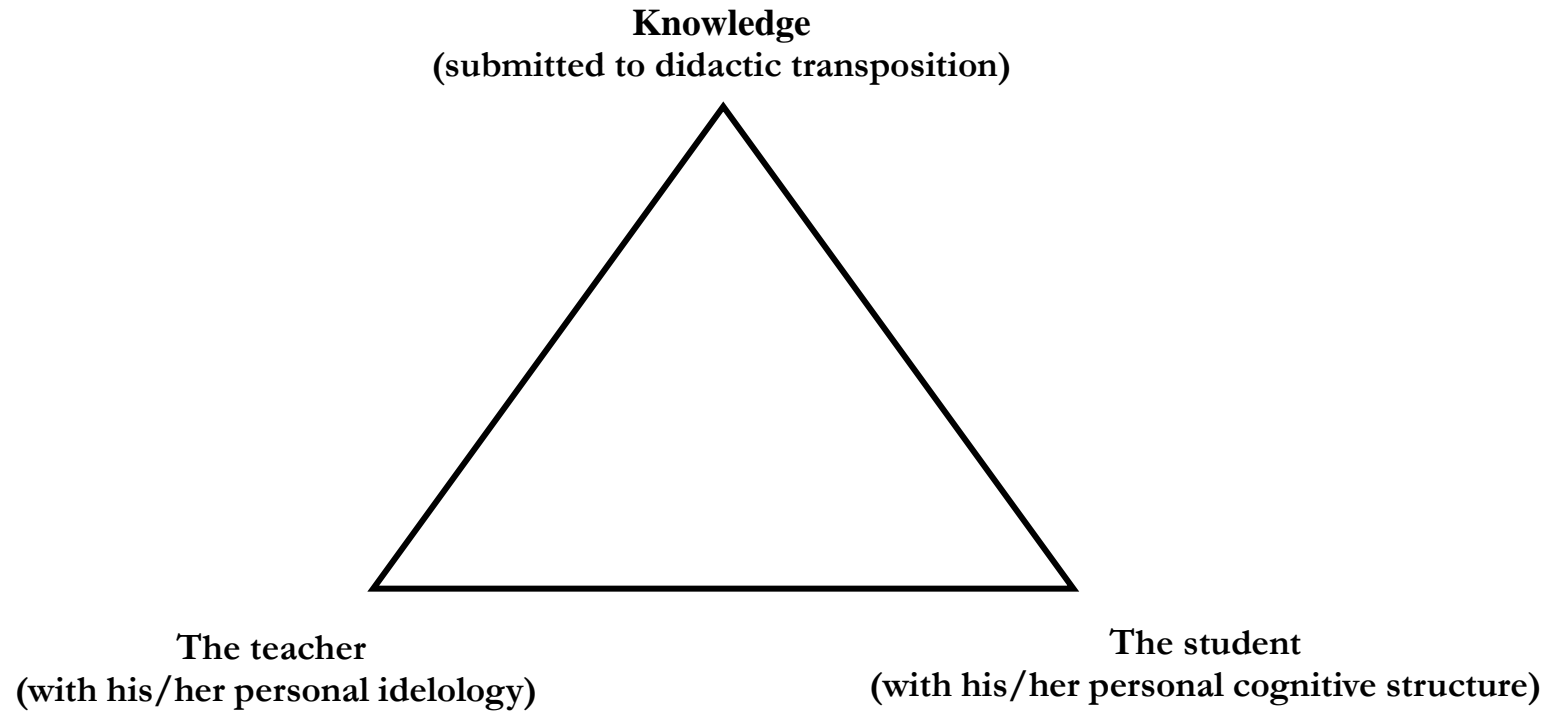 Knowledge
(submitted to didactic transposition)
The teacher
(with his/her personal idelology)
The student
(with his/her personal cognitive structure)